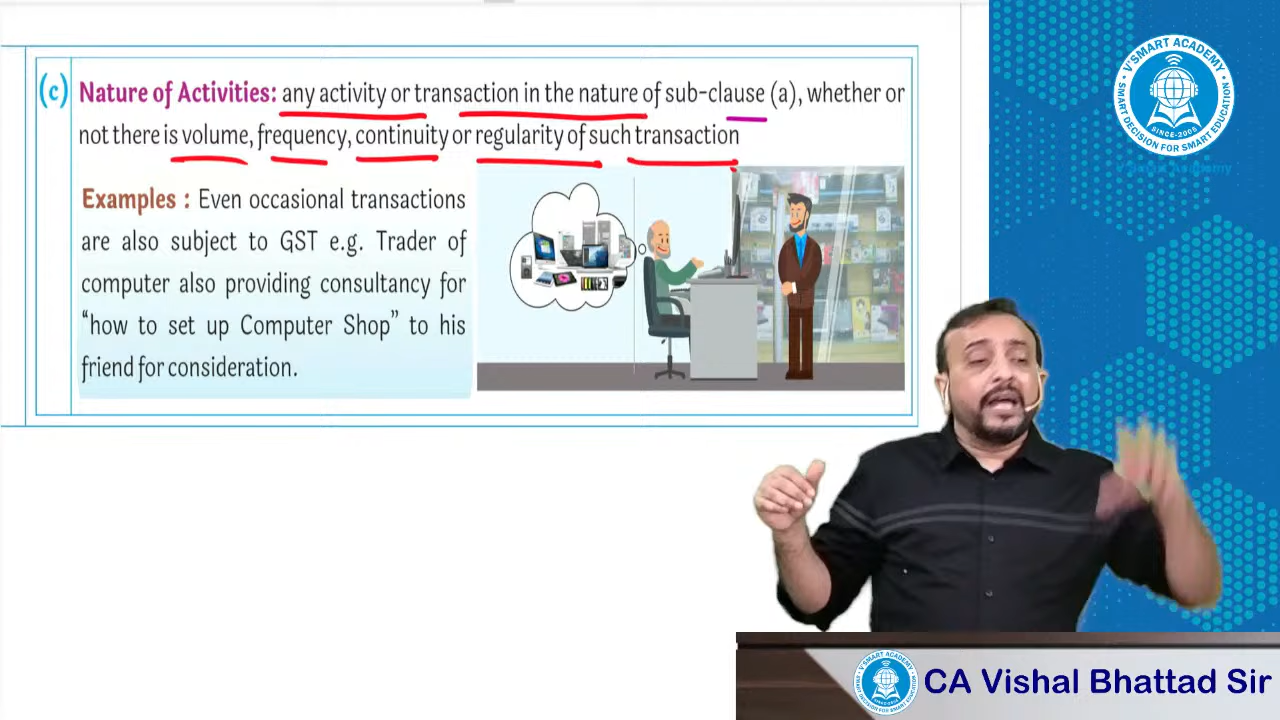 (c) Nature of Activities: any activity or transaction in the nature of sub-clause (a), whether or
not there is volume, frequency, continuity or regularity of such transaction
Examples : Even occasional transactions
are also subject to GST e.g. Trader of
computer also providing consultancy for
“how to set up Computer Shop” to his
friend for consideration.
V'SMART ACADEMY
SMART DECISION FOR SMART EDUCATION
SINCE-2005
V'Smart Academy
CA Vishal Bhattad Sir